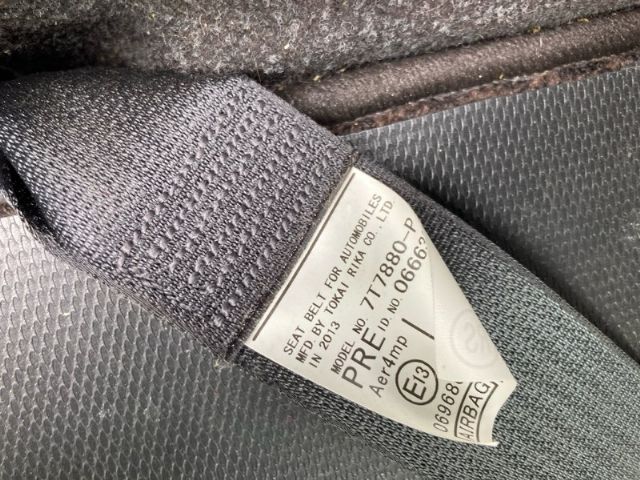 SEAT BELT FOR AUTOMOBILES
MFD BY TOKAI RIKA CO., LTD.
IN 2013
MODEL NO. 7T7880-P
PRE ID.NO. 06663
Aer4mp
E13
06968
AIRBAG